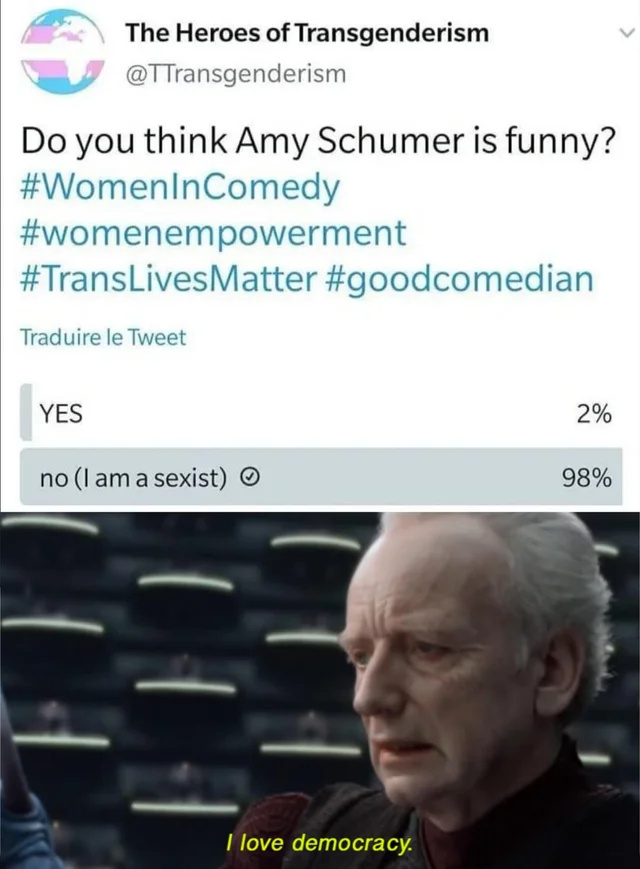 The Heroes of Transgenderism
@TTransgenderism
Do you think Amy Schumer is funny?
#WomenInComedy
#womenempowerment
#TransLivesMatter #goodcomedian
Traduire le Tweet
YES 2%
no (I am a sexist) 98%
I love democracy.